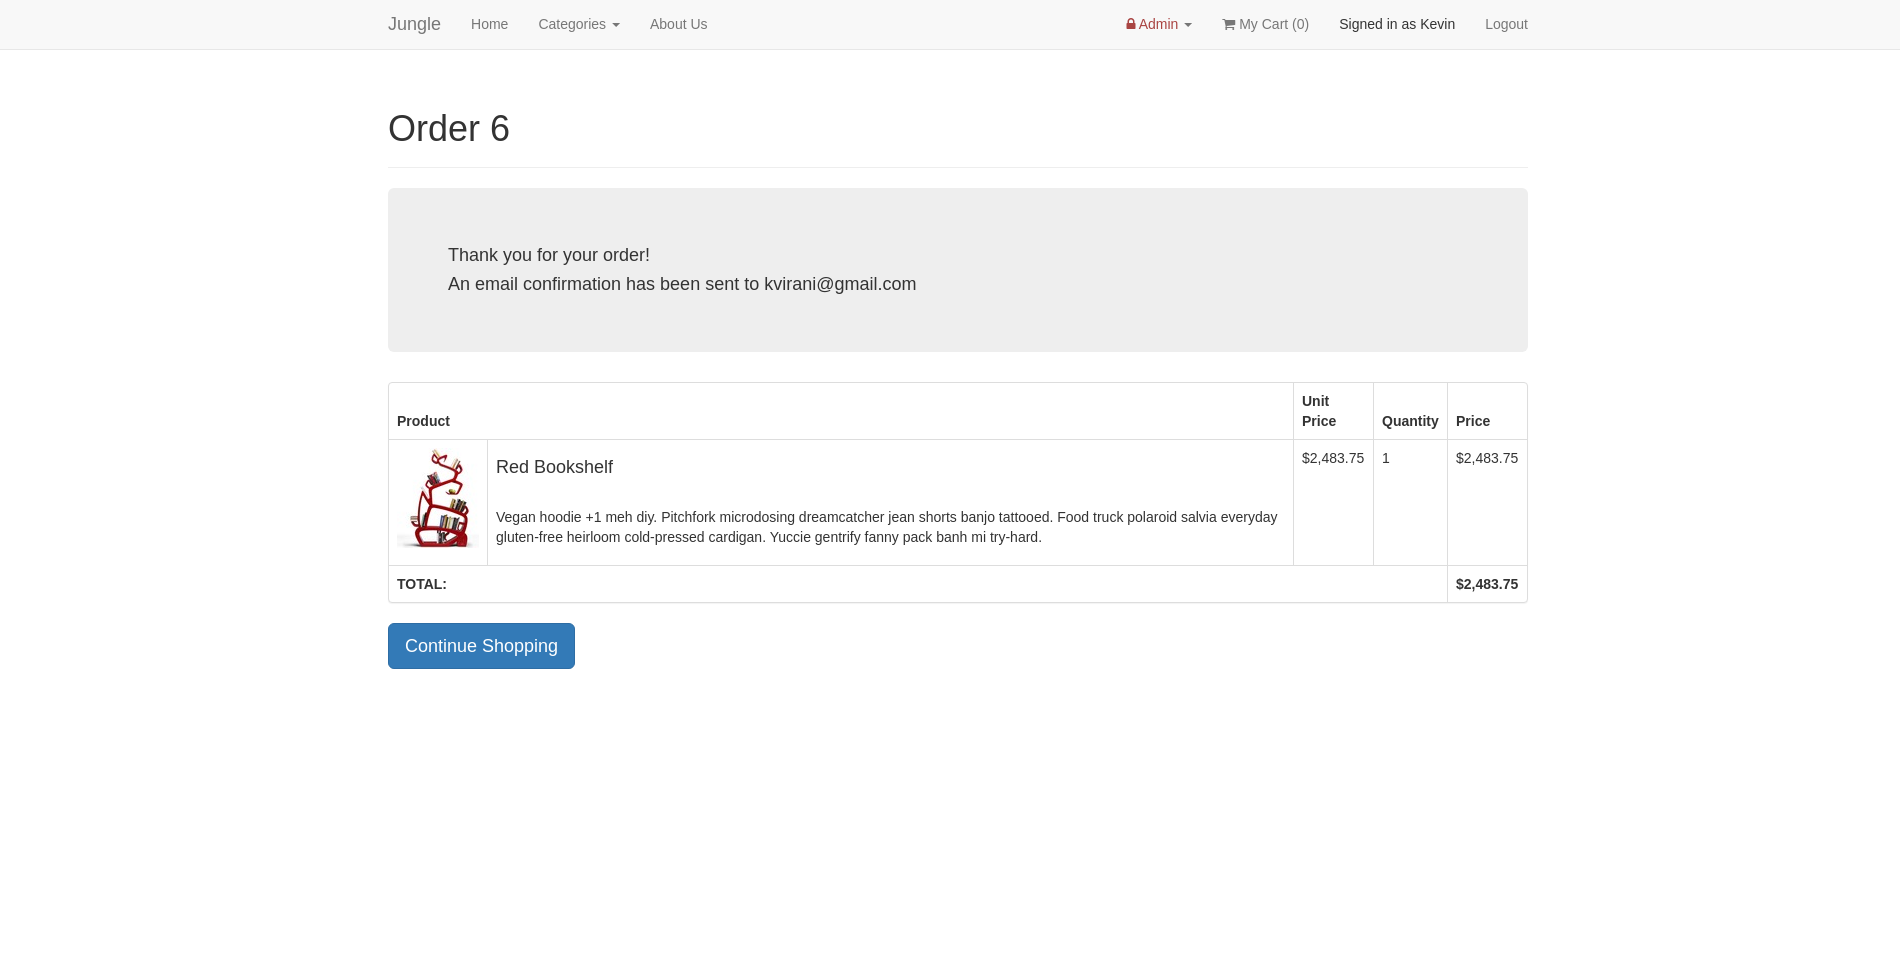 Jungle Home Categories About Us Admin My Cart (0) Signed in as Kevin Logout
Order 6
Thank you for your order!
An email confirmation has been sent to kvirani@gmail.com
Product Unit Price Quantity Price
Red Bookshelf $2,483.75 1 $2,483.75
Vegan hoodie +1 meh diy. Pitchfork microdosing dreamcatcher jean shorts banjo tattooed. Food truck polaroid salvia everyday
gluten-free heirloom cold-pressed cardigan. Yuccie gentrify fanny pack banh mi try-hard.
TOTAL: $2,483.75
Continue Shopping